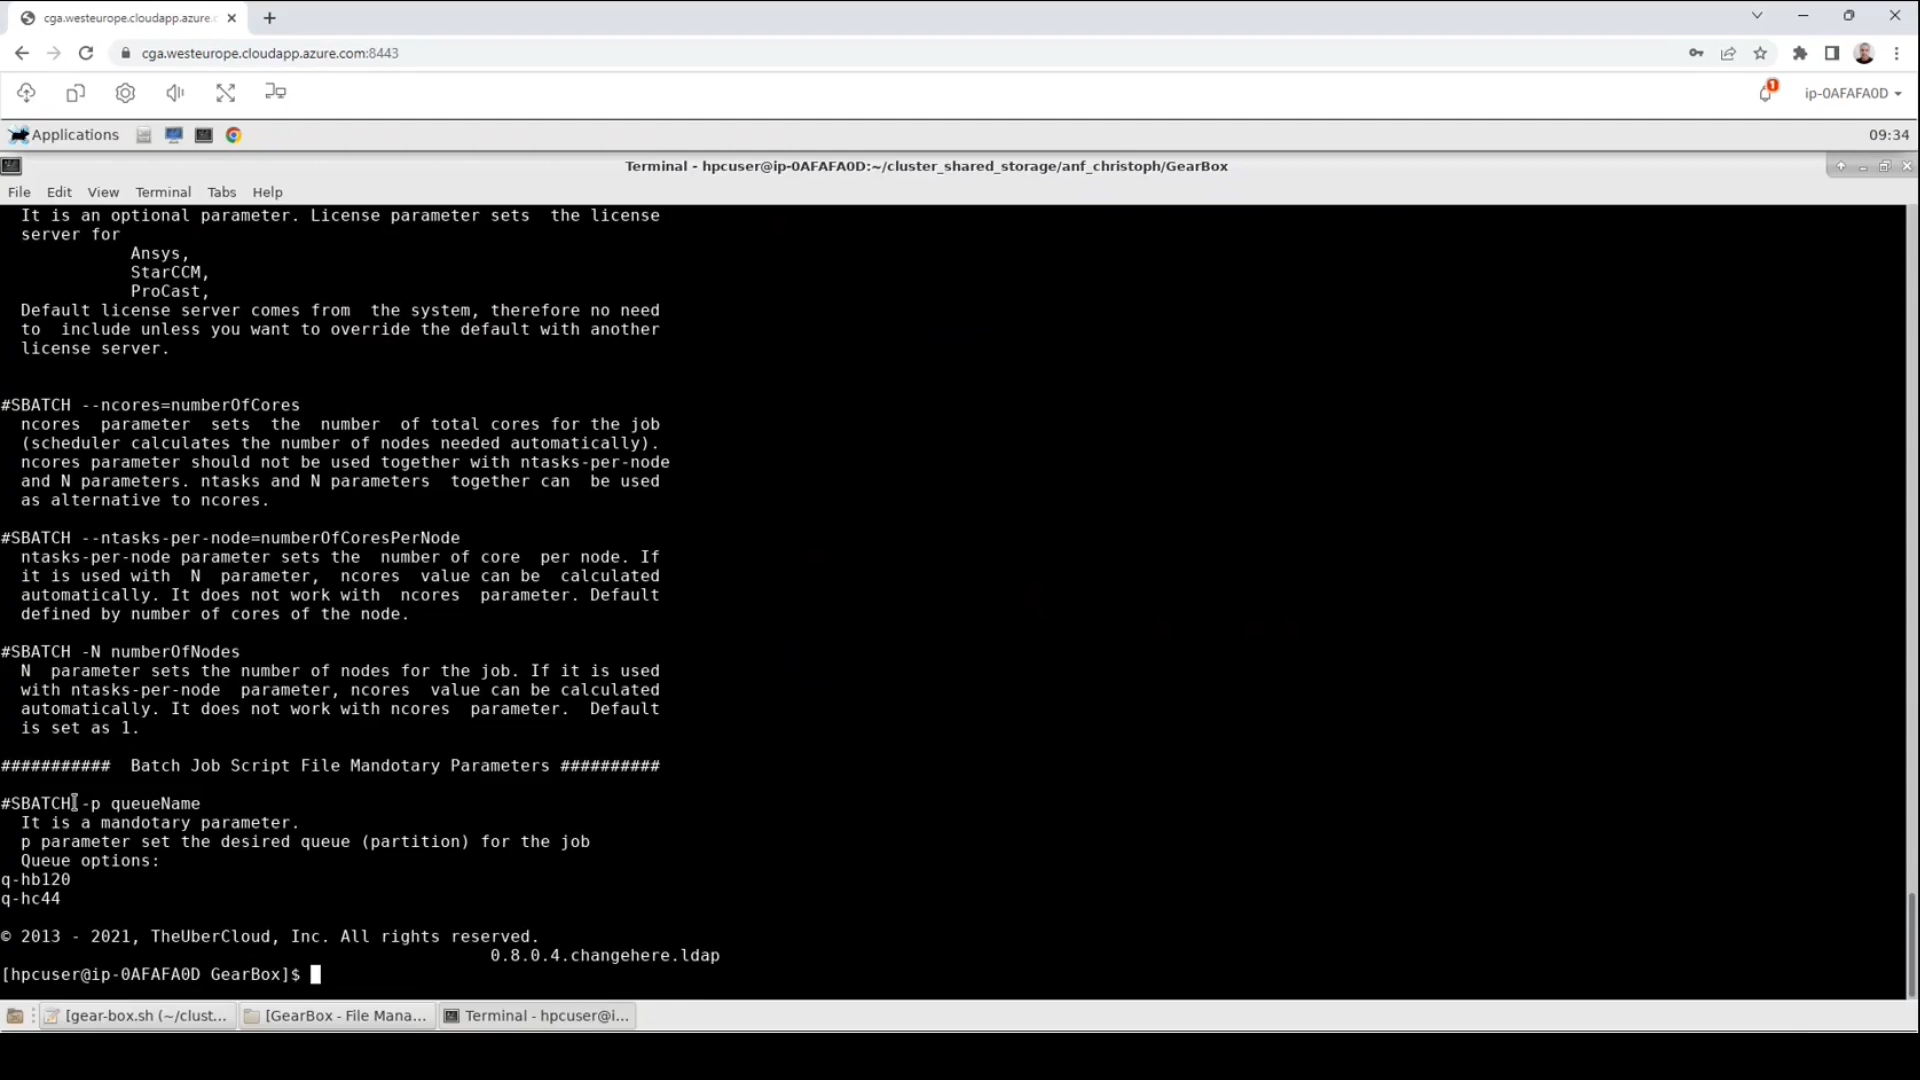 cga.westeurope.cloudapp.azure.c
cga.westeurope.cloudapp.azure.com:8443
1
ip-0AFAFA0D
Applications
09:34
Terminal - hpcuser@ip-0AFAFA0D:~/cluster_shared_storage/anf_christoph/GearBox
File Edit View Terminal Tabs Help
It is an optional parameter. License parameter sets  the license
server for
Ansys,
StarCCM,
ProCast,
Default license server comes from  the system, therefore no need
to  include unless you want to override the default with another
license server.
#SBATCH --ncores=numberOfCores
ncores  parameter  sets  the  number  of total cores for the job
(scheduler calculates the number of nodes needed automatically).
ncores parameter should not be used together with ntasks-per-node
and N parameters. ntasks and N parameters  together can  be used
as alternative to ncores.
#SBATCH --ntasks-per-node=numberOfCoresPerNode
ntasks-per-node parameter sets the  number of core  per node. If
it is used with  N  parameter,  ncores  value can be  calculated
automatically. It does not work with  ncores  parameter. Default
defined by number of cores of the node.
#SBATCH -N numberOfNodes
N  parameter sets the number of nodes for the job. If it is used
with ntasks-per-node  parameter, ncores  value can be calculated
automatically. It does not work with ncores  parameter.  Default
is set as 1.
###########  Batch Job Script File Mandotary Parameters ##########
#SBATCH -p queueName
It is a mandotary parameter.
p parameter set the desired queue (partition) for the job
Queue options:
q-hb120
q-hc44
© 2013 - 2021, TheUberCloud, Inc. All rights reserved.
0.8.0.4.changehere.ldap
[hpcuser@ip-0AFAFA0D GearBox]$
[gear-box.sh (~/clust... [GearBox - File Mana... Terminal - hpcuser@i...